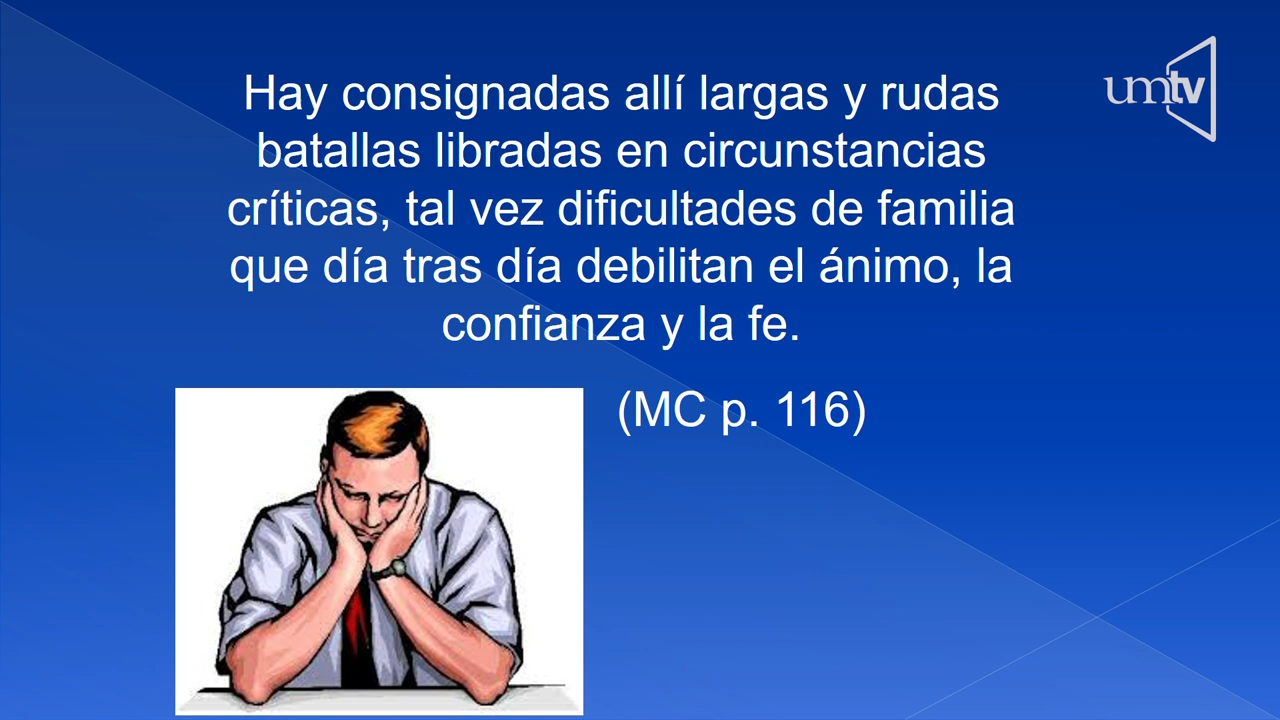 umtv
Hay consignadas allí largas y rudas
batallas libradas en circunstancias
críticas, tal vez dificultades de familia
que día tras día debilitan el ánimo, la
confianza y la fe.
(MC p. 116)